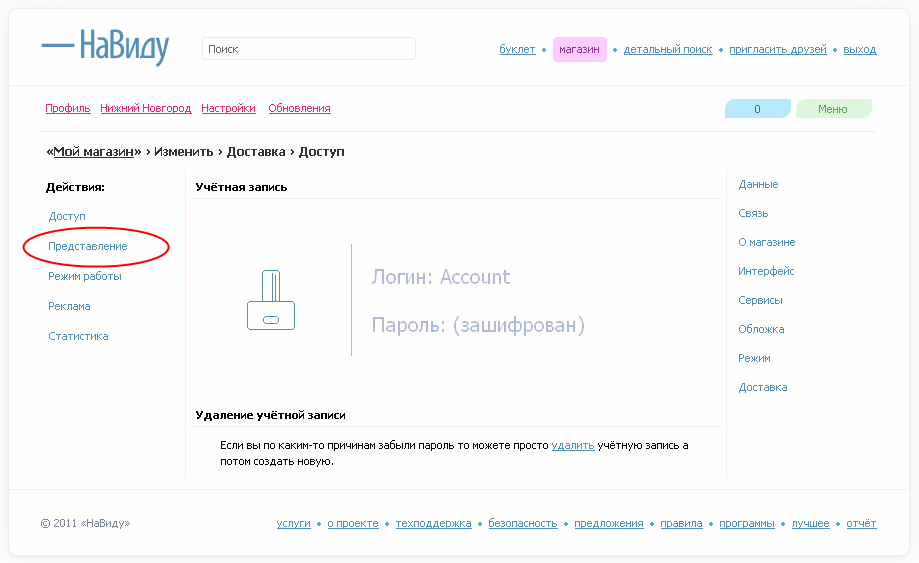 НаВиду
Поиск
буклет • магазин • детальный поиск • пригласить друзей • выход
Профиль Нижний Новгород Настройки Обновления
0 Меню
«Мой магазин» › Изменить › Доставка › Доступ
Действия:
Доступ
Представление
Режим работы
Реклама
Статистика
Учётная запись
Логин: Account
Пароль: (зашифрован)
Удаление учётной записи
Если вы по каким-то причинам забыли пароль то можете просто удалить учётную запись а
потом создать новую.
Данные
Связь
О магазине
Интерфейс
Сервисы
Обложка
Режим
Доставка
© 2011 «НаВиду»
услуги • о проекте • техподдержка • безопасность • предложения • правила • программы • лучшее • отчёт